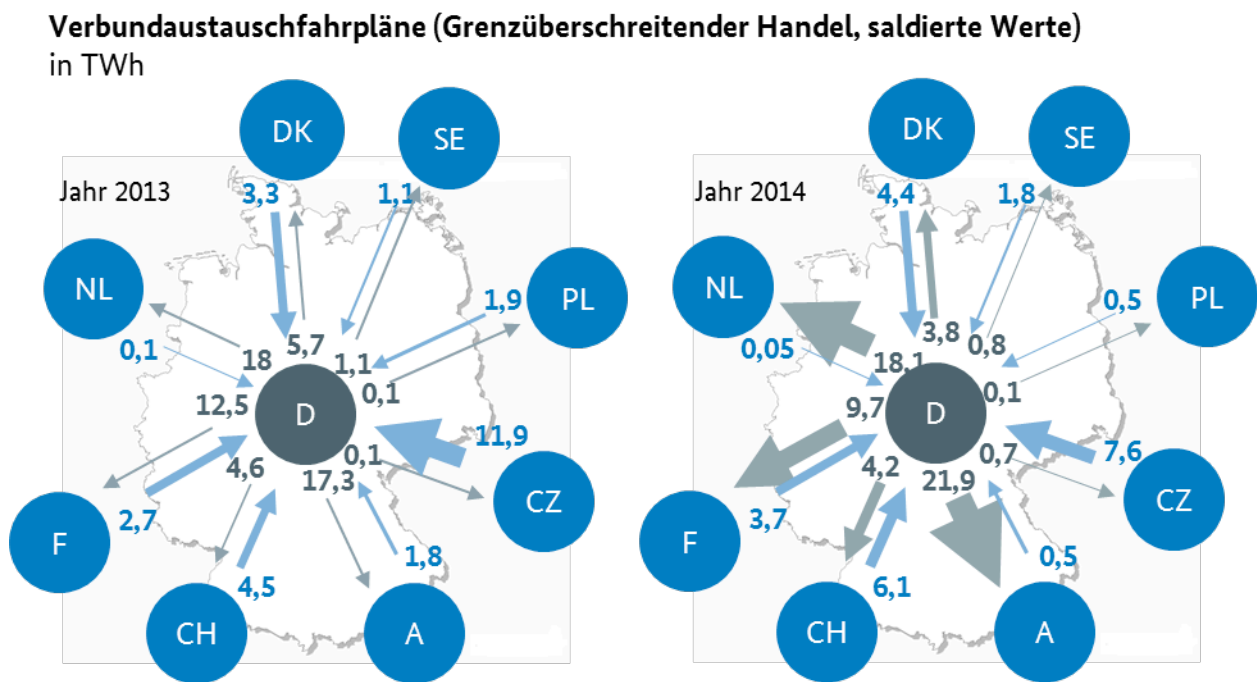 Verbundaustauschfahrpläne (Grenzüberschreitender Handel, saldierte Werte)
in TWh
Jahr 2013
DK
SE
3,3
1,1
NL
PL
1,9
0,1
18
5,7
1,1
0,1
12,5
D
11,9
4,6
0,1
17,3
CZ
2,7
F
1,8
4,5
CH
A
Jahr 2014
DK
SE
4,4
1,8
NL
PL
0,5
0,05
18,1
3,8
0,8
0,1
9,7
D
7,6
4,2
0,7
21,9
CZ
3,7
F
0,5
6,1
CH
A